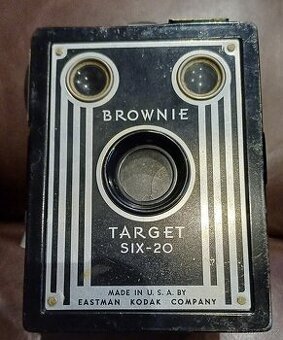 BROWNIE
TARGET
SIX-20
MADE IN U.S.A. BY
EASTMAN KODAK COMPANY